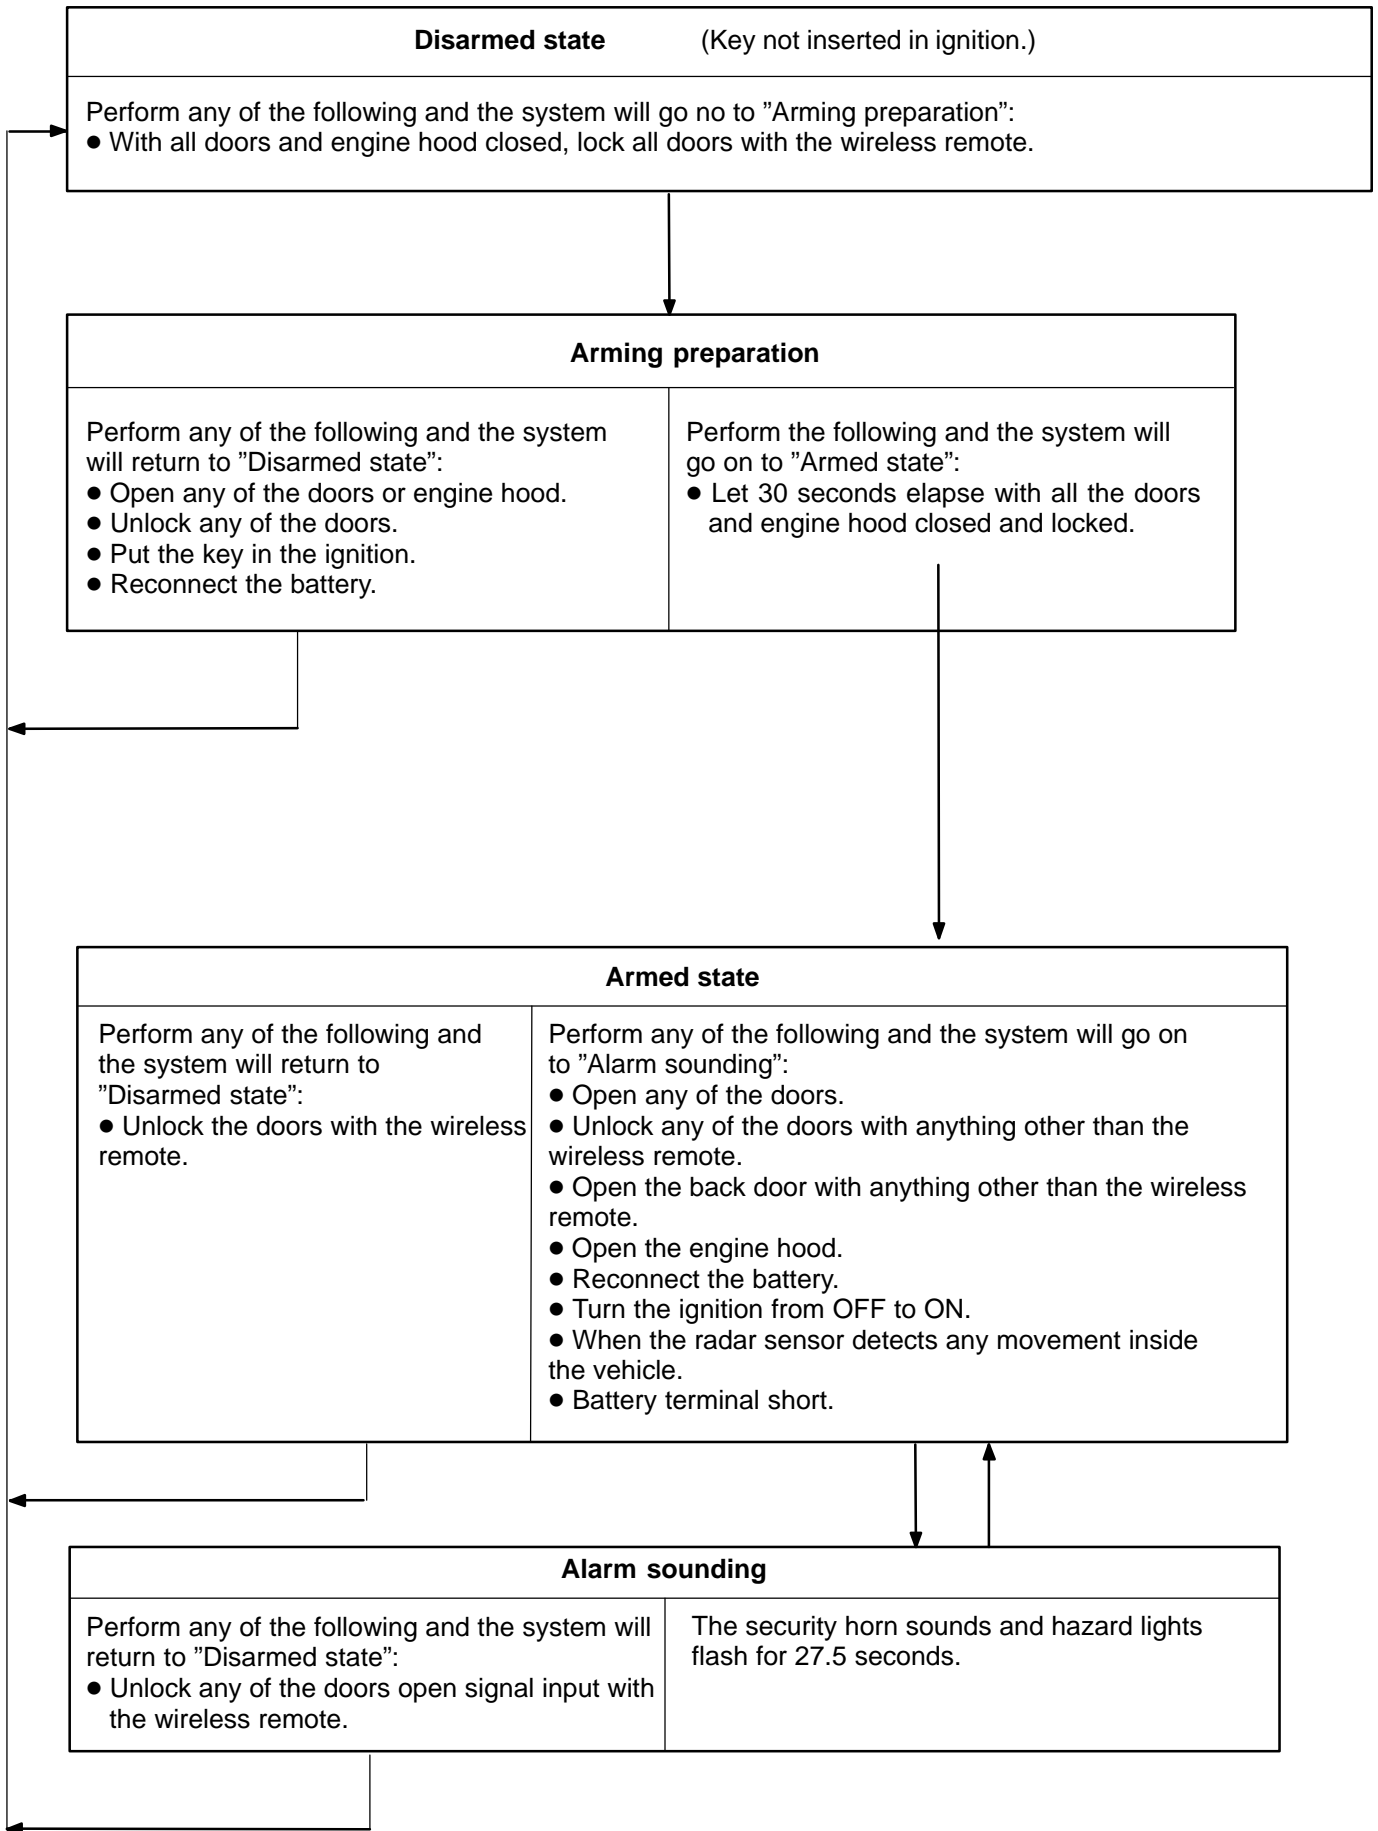 Disarmed state (Key not inserted in ignition.)
Perform any of the following and the system will go no to ”Arming preparation”:
● With all doors and engine hood closed, lock all doors with the wireless remote.
Arming preparation
Perform any of the following and the system
will return to ”Disarmed state”:
● Open any of the doors or engine hood.
● Unlock any of the doors.
● Put the key in the ignition.
● Reconnect the battery.
Perform the following and the system will
go on to ”Armed state”:
● Let 30 seconds elapse with all the doors
and engine hood closed and locked.
Armed state
Perform any of the following and
the system will return to
”Disarmed state”:
● Unlock the doors with the wireless
remote.
Perform any of the following and the system will go on
to ”Alarm sounding”:
● Open any of the doors.
● Unlock any of the doors with anything other than the
wireless remote.
● Open the back door with anything other than the wireless
remote.
● Open the engine hood.
● Reconnect the battery.
● Turn the ignition from OFF to ON.
● When the radar sensor detects any movement inside
the vehicle.
● Battery terminal short.
Alarm sounding
Perform any of the following and the system will
return to ”Disarmed state”:
● Unlock any of the doors open signal input with
the wireless remote.
The security horn sounds and hazard lights
flash for 27.5 seconds.